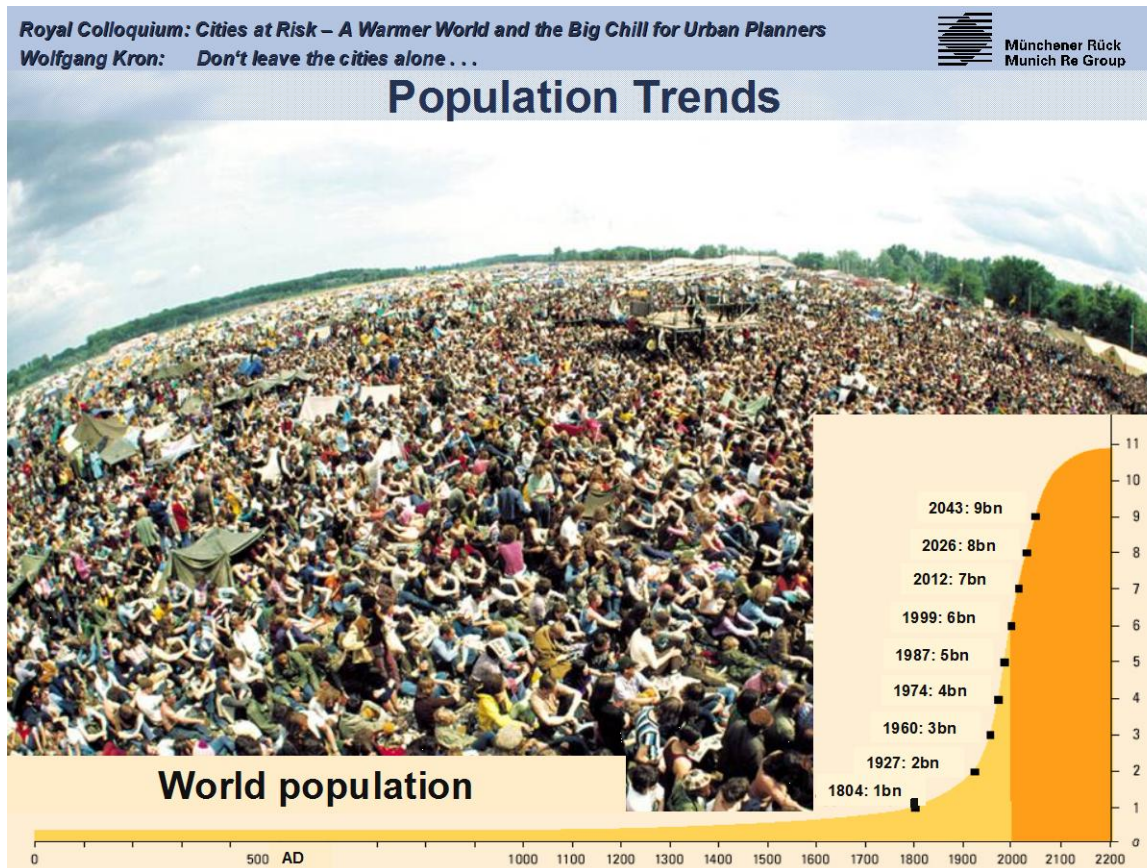 Royal Colloquium: Cities at Risk – A Warmer World and the Big Chill for Urban Planners
Wolfgang Kron: Don't leave the cities alone . . .
Münchener Rück
Munich Re Group
Population Trends
11
10
2043: 9bn
9
2026: 8bn
8
2012: 7bn
7
1999: 6bn
6
1987: 5bn
5
1974: 4bn
4
1960: 3bn
3
1927: 2bn
2
World population
1804: 1bn
1
0
0 500 AD 1000 1100 1200 1300 1400 1500 1600 1700 1800 1900 2000 2100 2200